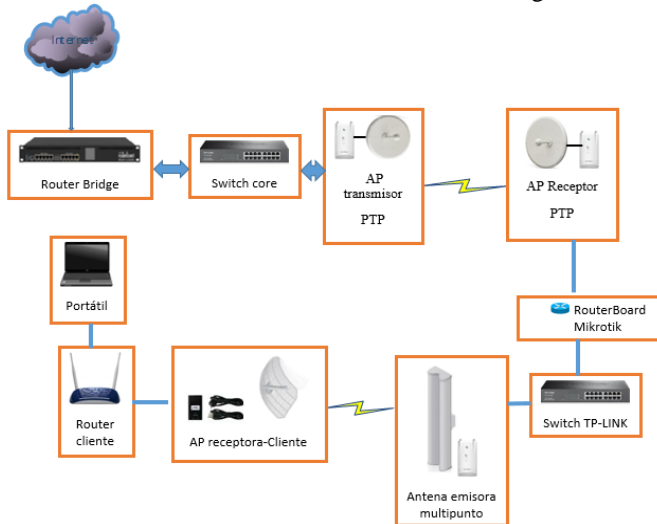 Internet
Router Bridge
Switch core
AP
transmisor
PTP
AP Receptor
PTP
Portátil
RouterBoard
Mikrotik
Router
cliente
AP receptora-Cliente
Antena emisora
multipunto
Switch TP-LINK